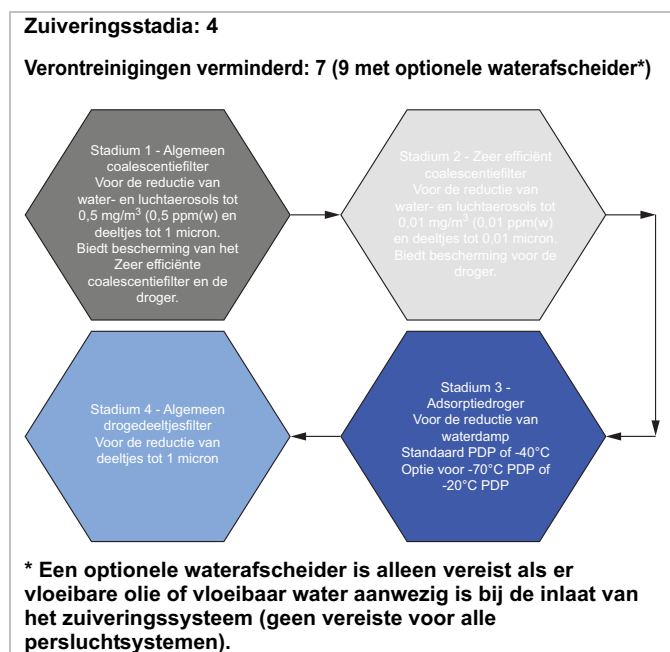 Zuiveringsstadia: 4
Verontreinigingen verminderd: 7 (9 met optionele waterafscheider*)
Stadium 1 - Algemeen
coalescentiefilter
Voor de reductie van
water- en luchtaerosols tot
0,5 mg/m³ (0,5 ppm(w) en
deeltjes tot 1 micron.
Biedt bescherming van het
Zeer efficiënte
coalescentiefilter en de
droger.
Stadium 2 - Zeer efficiënt
coalescentiefilter
Voor de reductie van
water- en luchtaerosols tot
0,01 mg/m³ (0,01 ppm(w)
en deeltjes tot 0,01 micron.
Biedt bescherming voor de
droger.
Stadium 3 -
Adsorptiedroger
Voor de reductie van
waterdamp
Standaard PDP of -40°C
Optie voor -70°C PDP of
-20°C PDP
Stadium 4 - Algemeen
drogedeeltjesfilter
Voor de reductie van
deeltjes tot 1 micron
* Een optionele waterafscheider is alleen vereist als er
vloeibare olie of vloeibaar water aanwezig is bij de inlaat van
het zuiveringssysteem (geen vereiste voor alle
persluchtsystemen).